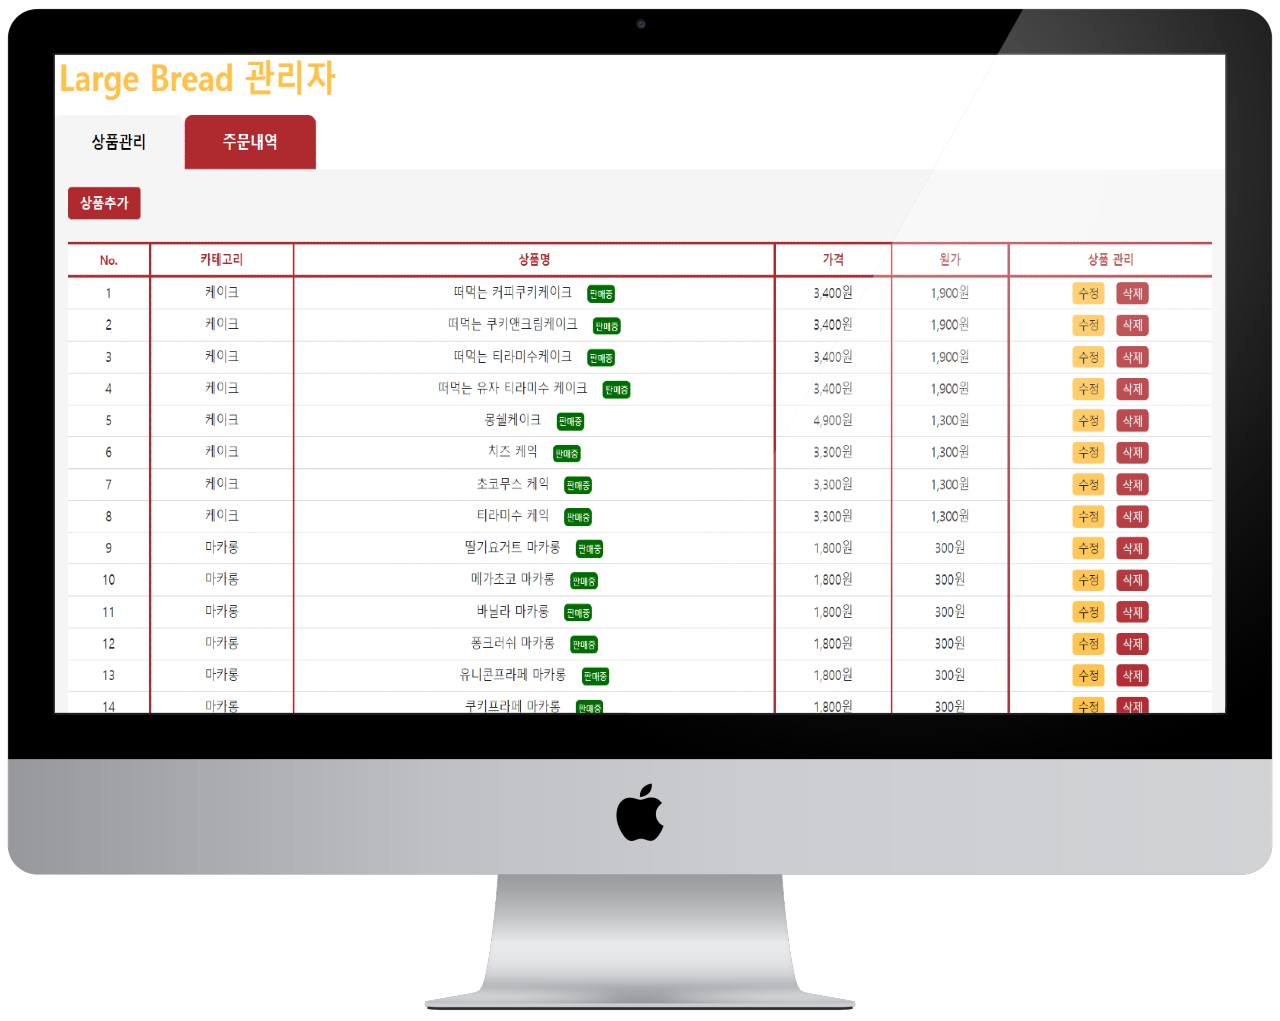 Large Bread 관리자
상품관리 주문내역
상품추가
No. 카테고리 상품명 가격 원가 상품 관리
1 케이크 떠먹는 커피쿠키케이크 판매중 3,400원 1,900원 수정 삭제
2 케이크 떠먹는 쿠키앤크림케이크 판매중 3,400원 1,900원 수정 삭제
3 케이크 떠먹는 티라미수케이크 판매중 3,400원 1,900원 수정 삭제
4 케이크 떠먹는 유자 티라미수 케이크 판매중 3,400원 1,900원 수정 삭제
5 케이크 몽쉘케이크 판매중 4,900원 1,300원 수정 삭제
6 케이크 치즈 케익 판매중 3,300원 1,300원 수정 삭제
7 케이크 초코무스 케익 판매중 3,300원 1,300원 수정 삭제
8 케이크 티라미수 케익 판매중 3,300원 1,300원 수정 삭제
9 마카롱 딸기요거트 마카롱 판매중 1,800원 300원 수정 삭제
10 마카롱 메가초코 마카롱 판매중 1,800원 300원 수정 삭제
11 마카롱 바닐라 마카롱 판매중 1,800원 300원 수정 삭제
12 마카롱 퐁크러쉬 마카롱 판매중 1,800원 300원 수정 삭제
13 마카롱 유니콘프라페 마카롱 판매중 1,800원 300원 수정 삭제
14 마카롱 쿠키프라페 마카롱 판매중 1,800원 300원 수정 삭제